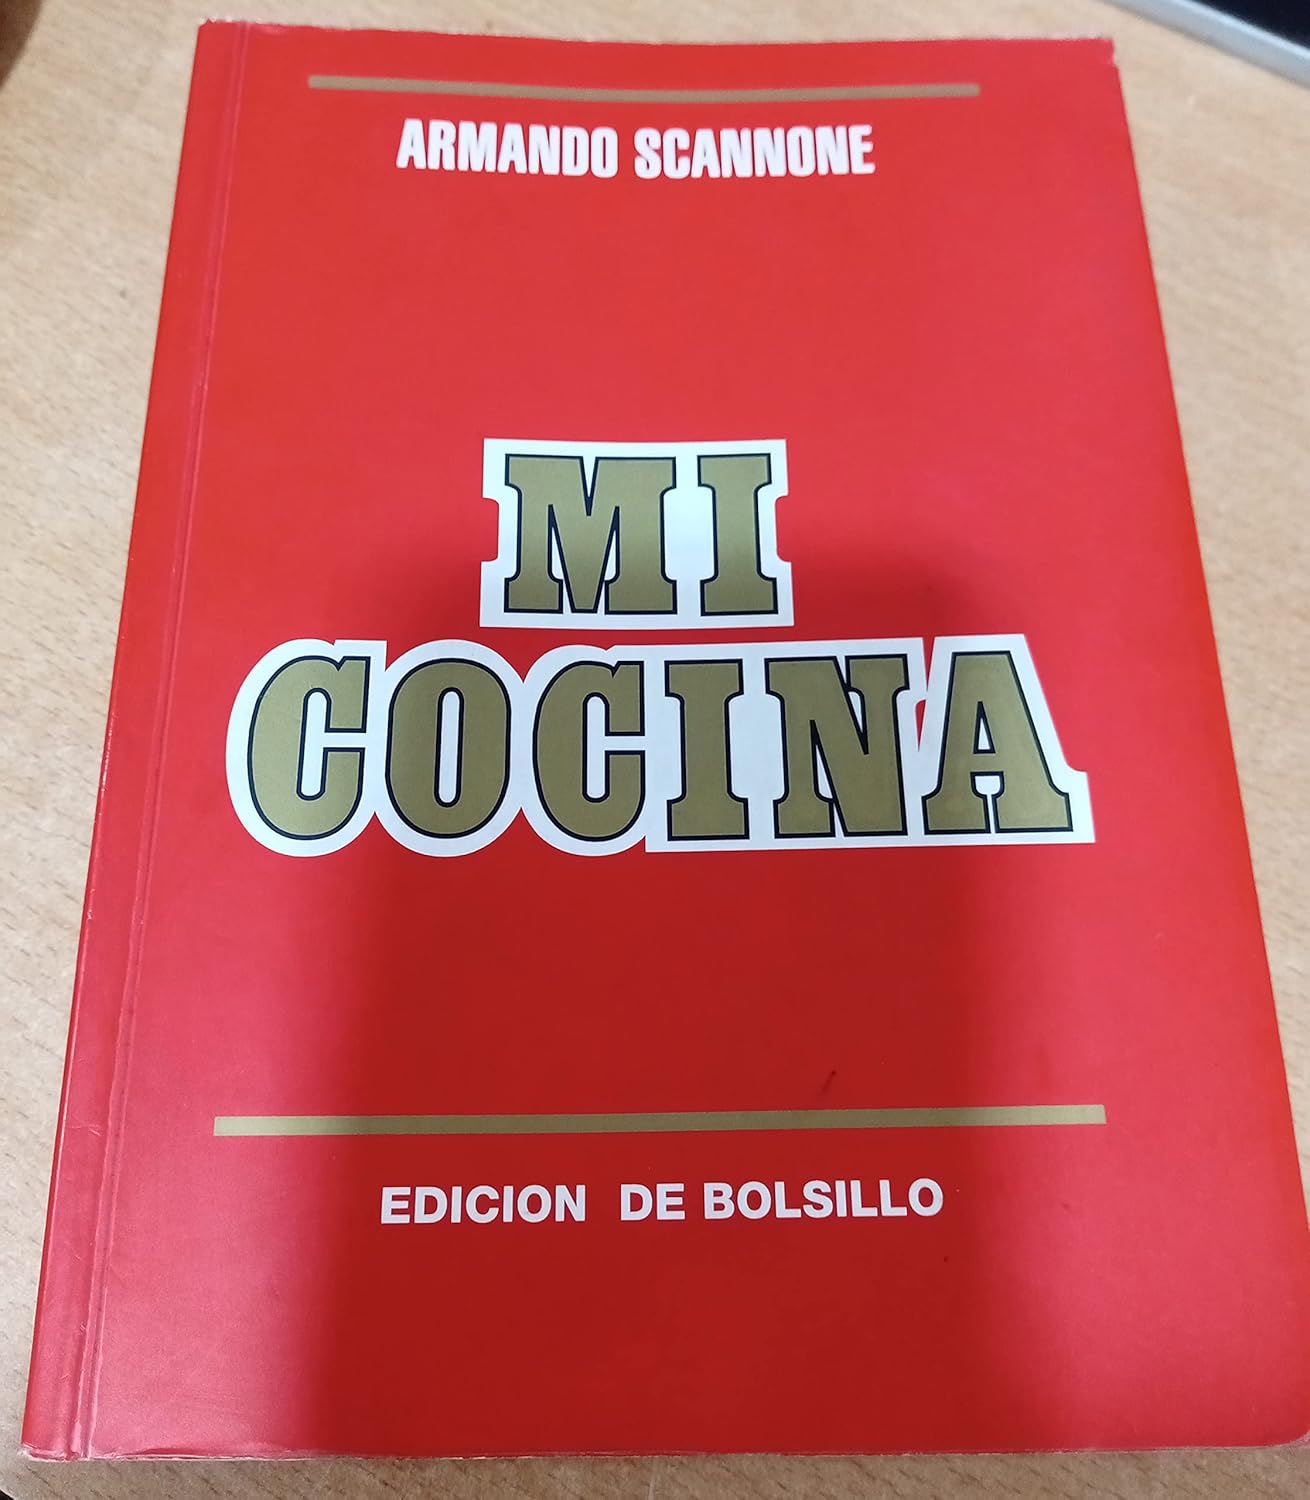 ARMANDO SCANNONE
MI
COCINA
EDICION DE BOLSILLO